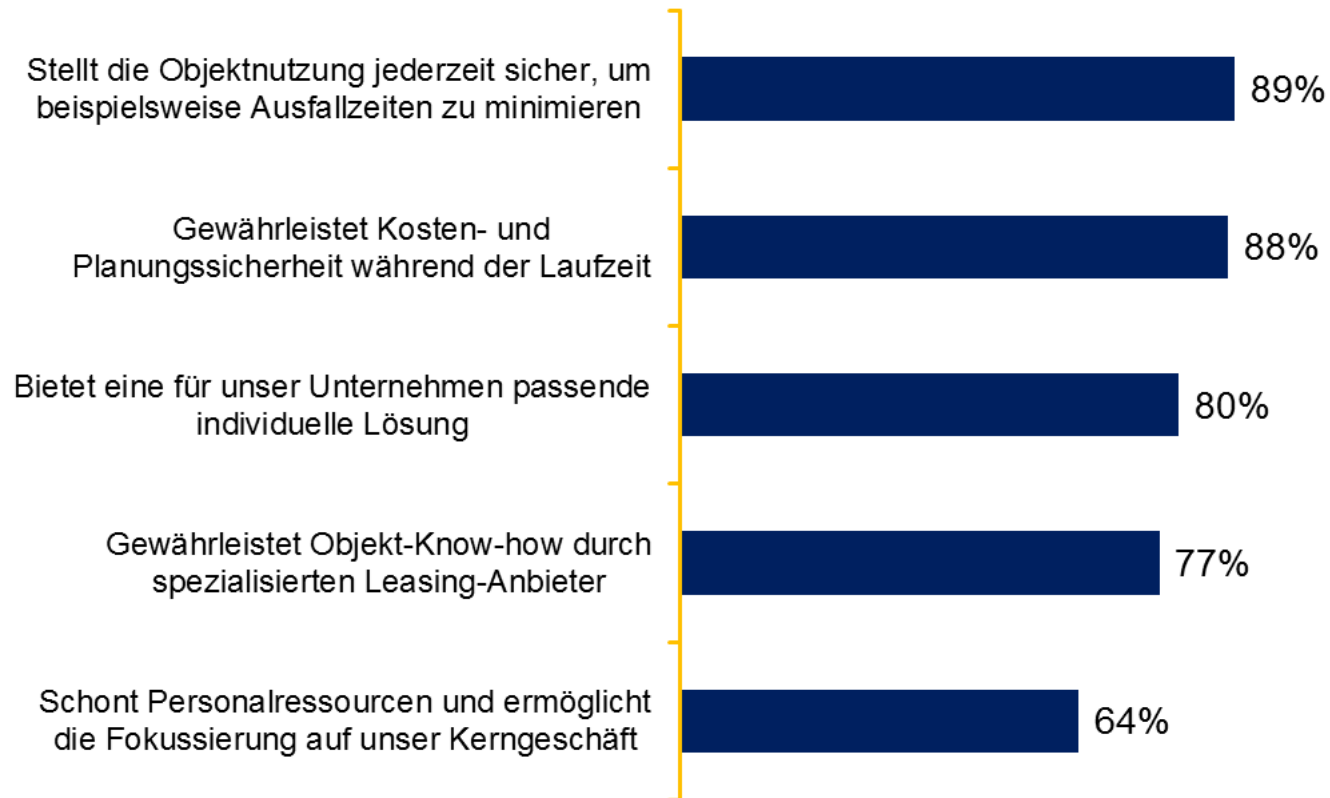 Stellt die Objektnutzung jederzeit sicher, um
beispielsweise Ausfallzeiten zu minimieren
89%
Gewährleistet Kosten- und
Planungssicherheit während der Laufzeit
88%
Bietet eine für unser Unternehmen passende
individuelle Lösung
80%
Gewährleistet Objekt-Know-how durch
spezialisierten Leasing-Anbieter
77%
Schont Personalressourcen und ermöglicht
die Fokussierung auf unser Kerngeschäft
64%